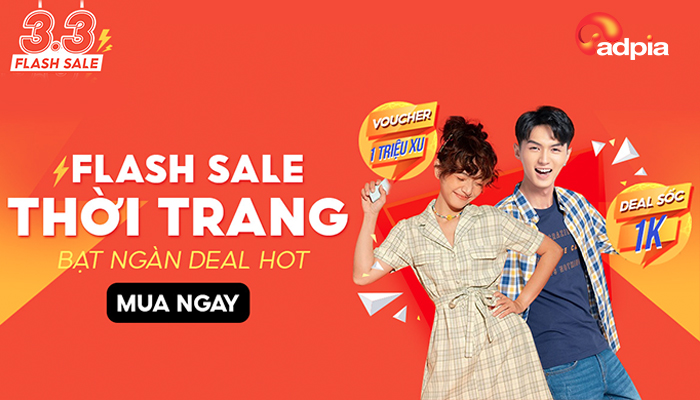 3.3
FLASH SALE
adpia
VOUCHER
1 TRIỆU XU
FLASH SALE
THỜI TRANG
BẠT NGÀN DEAL HOT
MUA NGAY
DEAL SỐC
1K